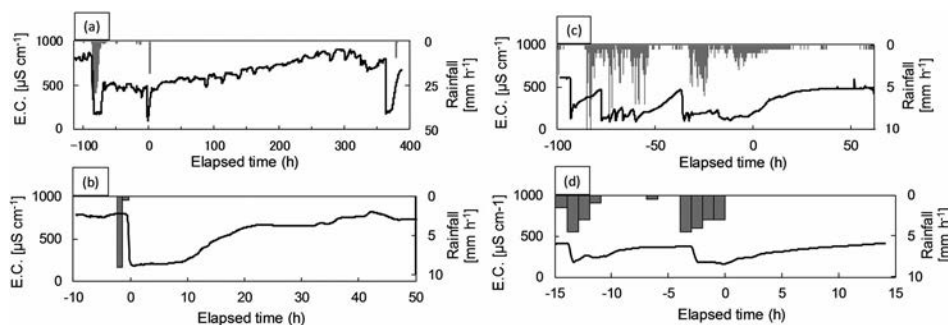 (a)
1000
500
0
E.C. [µS cm⁻¹]
0
25
50
Rainfall
[mm h⁻¹]
-100 0 100 200 300 400
Elapsed time (h)
(c)
1000
500
0
E.C. [µS cm⁻¹]
0
5
10
Rainfall
[mm h⁻¹]
-100 -50 0 50
Elapsed time (h)
(b)
1000
500
0
E.C. [µS cm⁻¹]
0
5
10
Rainfall
[mm h⁻¹]
-10 0 10 20 30 40 50
Elapsed time (h)
(d)
1000
500
0
E.C. [µS cm-1]
0
5
10
Rainfall
[mm h⁻¹]
-15 -10 -5 0 5 10 15
Elapsed time (h)